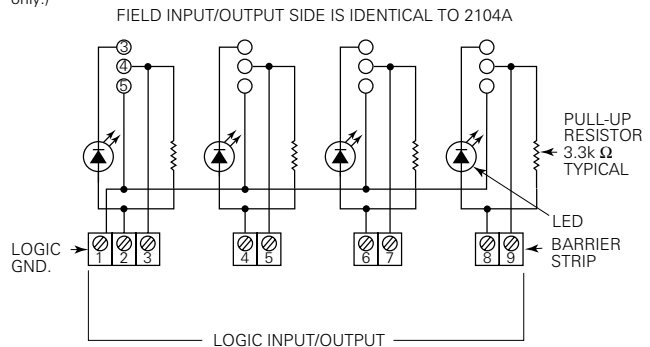 only.)
FIELD INPUT/OUTPUT SIDE IS IDENTICAL TO 2104A
3
4
5
PULL-UP
RESISTOR
3.3k Ω
TYPICAL
LED
LOGIC
GND.
1 2 3
4 5
6 7
8 9
BARRIER
STRIP
LOGIC INPUT/OUTPUT